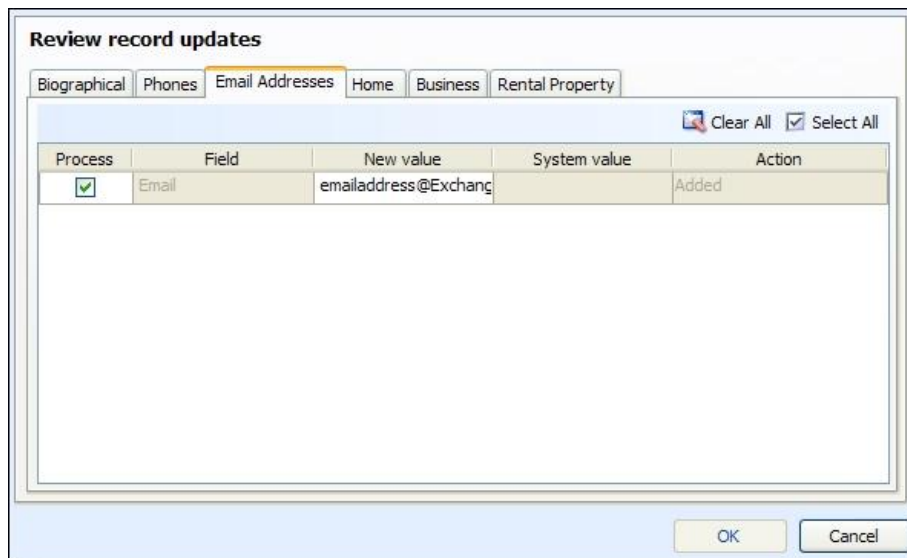 Review record updates
Biographical Phones Email Addresses Home Business Rental Property
Clear All Select All
Process Field New value System value Action
Email emailaddress@Exchang Added
OK Cancel